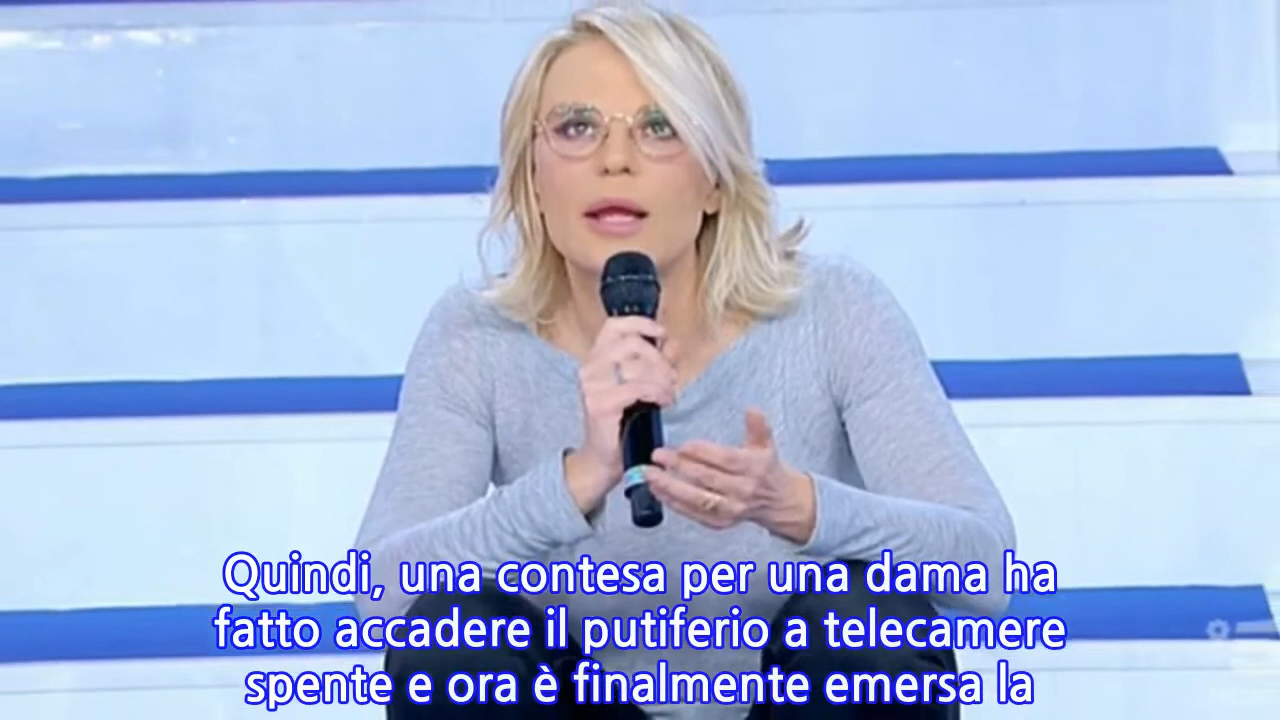 Quindi, una contesa per una dama ha
fatto accadere il putiferio a telecamere
spente e ora è finalmente emersa la